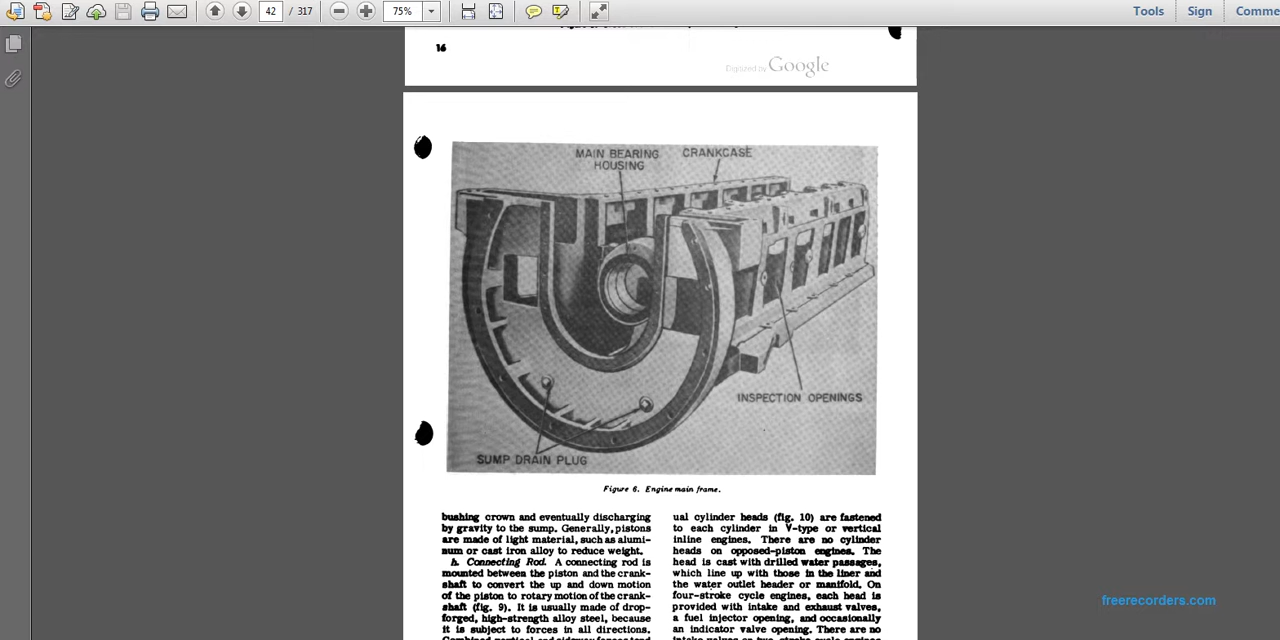 42 / 317
75%
Tools
Sign
Comme
16
Digitized by Google
MAIN BEARING
HOUSING
CRANKCASE
INSPECTION OPENINGS
SUMP DRAIN PLUG
Figure 6. Engine main frame.
bushing crown and eventually discharging
by gravity to the sump. Generally, pistons
are made of light material, such as alumi-
num or cast iron alloy to reduce weight.
h. Connecting Rod. A connecting rod is
mounted between the piston and the crank-
shaft to convert the up and down motion
of the piston to rotary motion of the crank-
shaft (fig. 9). It is usually made of drop-
forged, high-strength alloy steel, because
it is subject to forces in all directions.
ual cylinder heads (fig. 10) are fastened
to each cylinder in V-type or vertical
inline engines. There are no cylinder
heads on opposed-piston engines. The
head is cast with drilled water passages,
which line up with those in the liner and
the water outlet header or manifold. On
four-stroke cycle engines, each head is
provided with intake and exhaust valves,
a fuel injector opening, and occasionally
an indicator valve opening. There are no
freerecorders.com